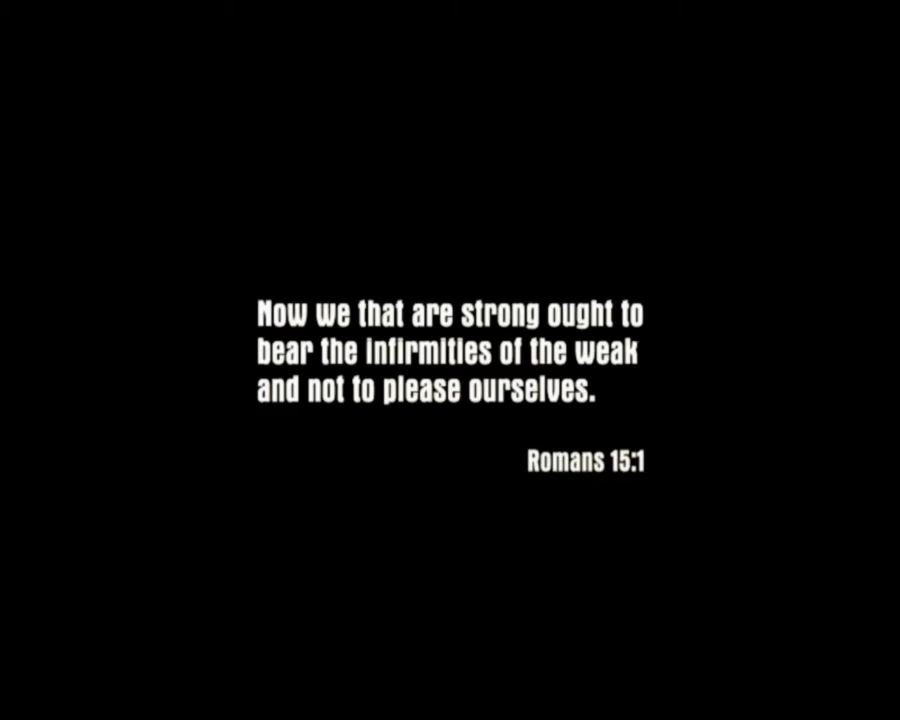 Now we that are strong ought to
bear the infirmities of the weak
and not to please ourselves.
Romans 15:1